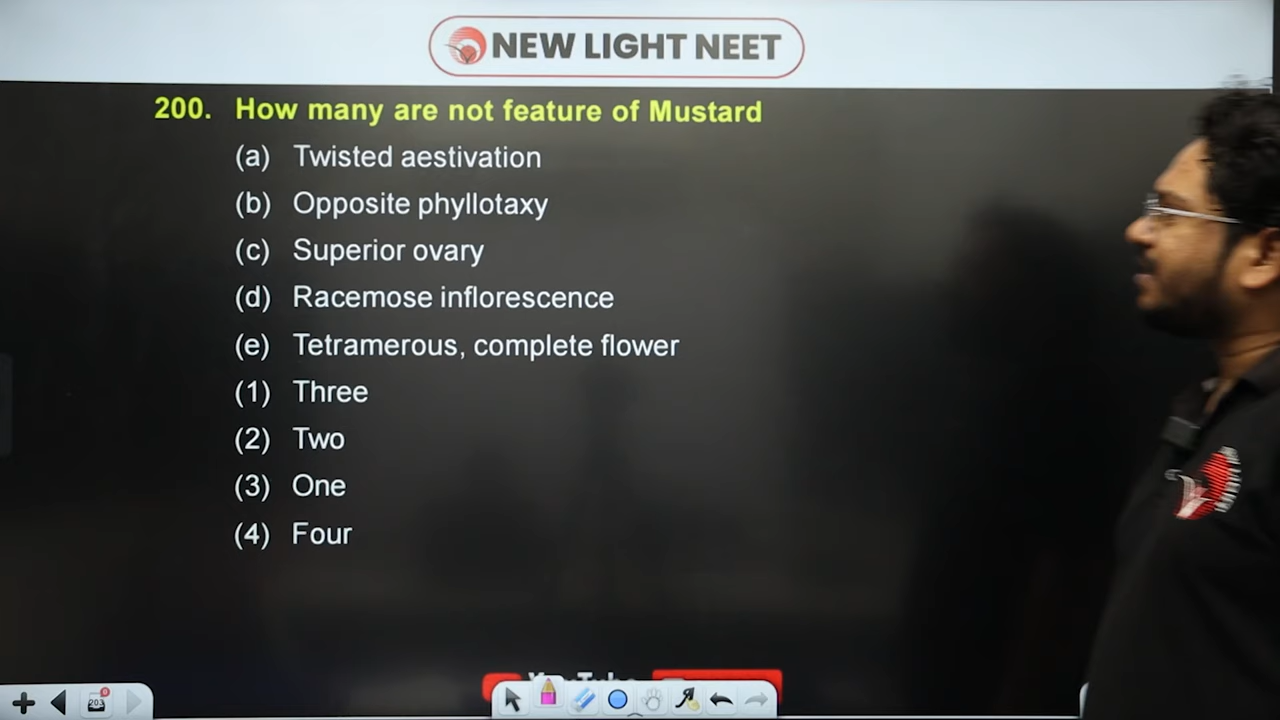 NEW LIGHT NEET
200. How many are not feature of Mustard
(a) Twisted aestivation
(b) Opposite phyllotaxy
(c) Superior ovary
(d) Racemose inflorescence
(e) Tetramerous, complete flower
(1) Three
(2) Two
(3) One
(4) Four
203